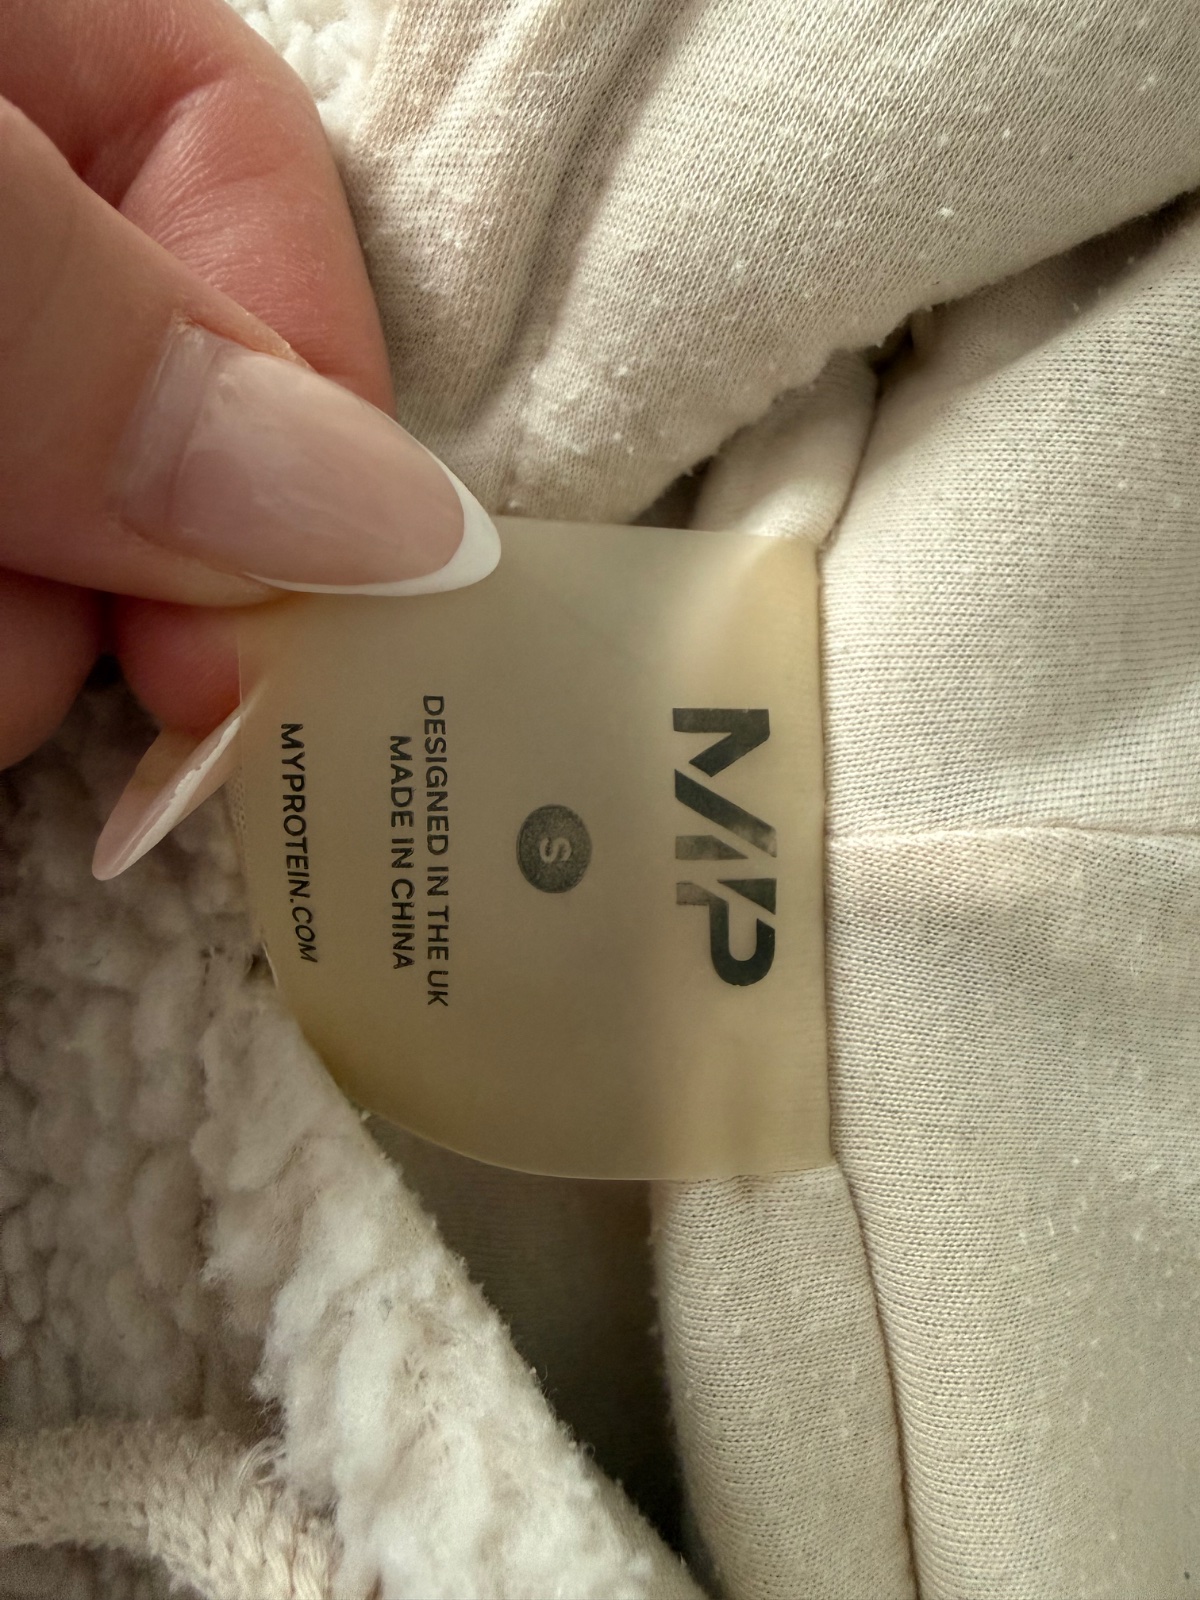 MP
S
DESIGNED IN THE UK
MADE IN CHINA
MYPROTEIN.COM